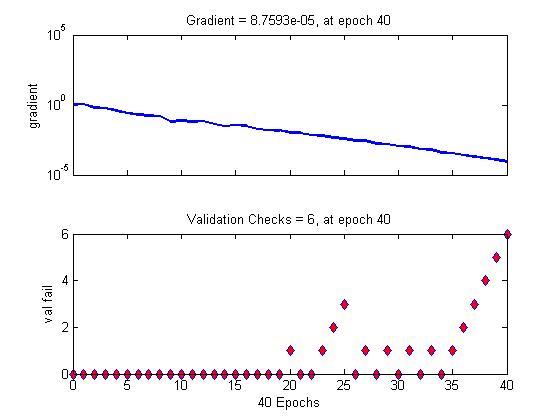 Gradient = 8.7593e-05, at epoch 40
10^5
10^0
10^-5
gradient
Validation Checks = 6, at epoch 40
6
4
2
0
val fail
0 5 10 15 20 25 30 35 40
40 Epochs